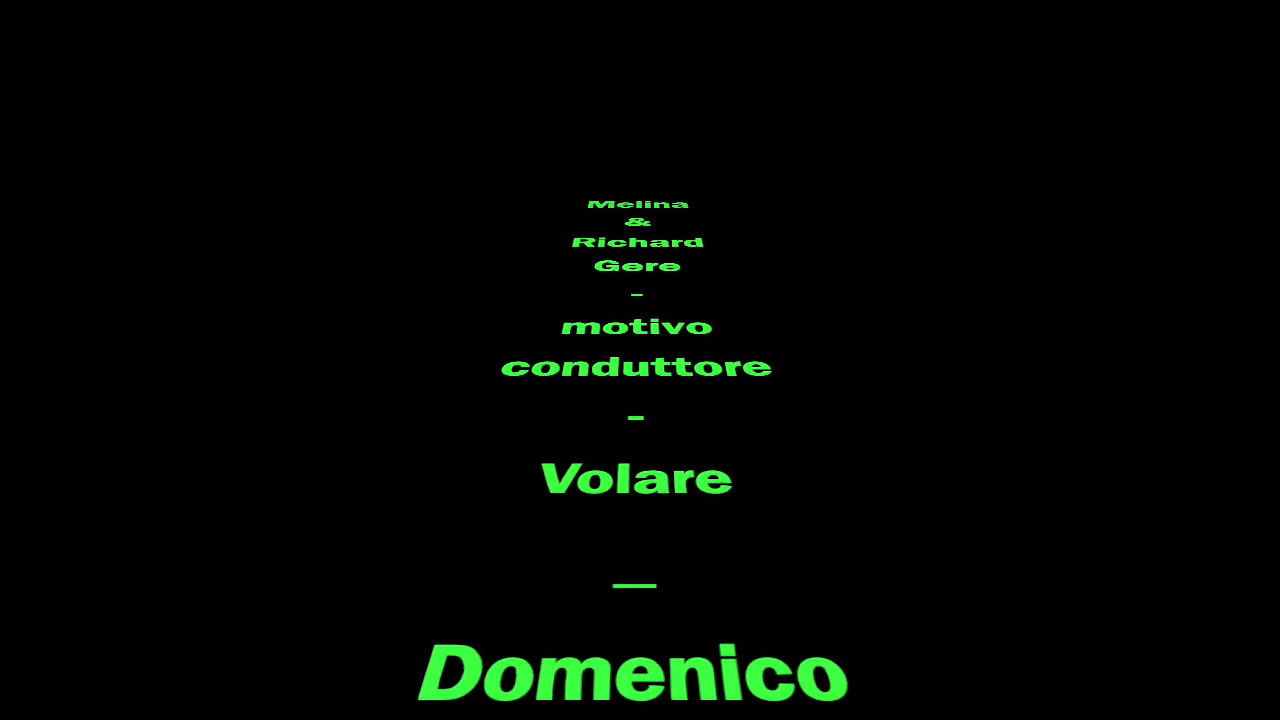 Melina
&
Richard
Gere
-
motivo
conduttore
-
Volare
—
Domenico